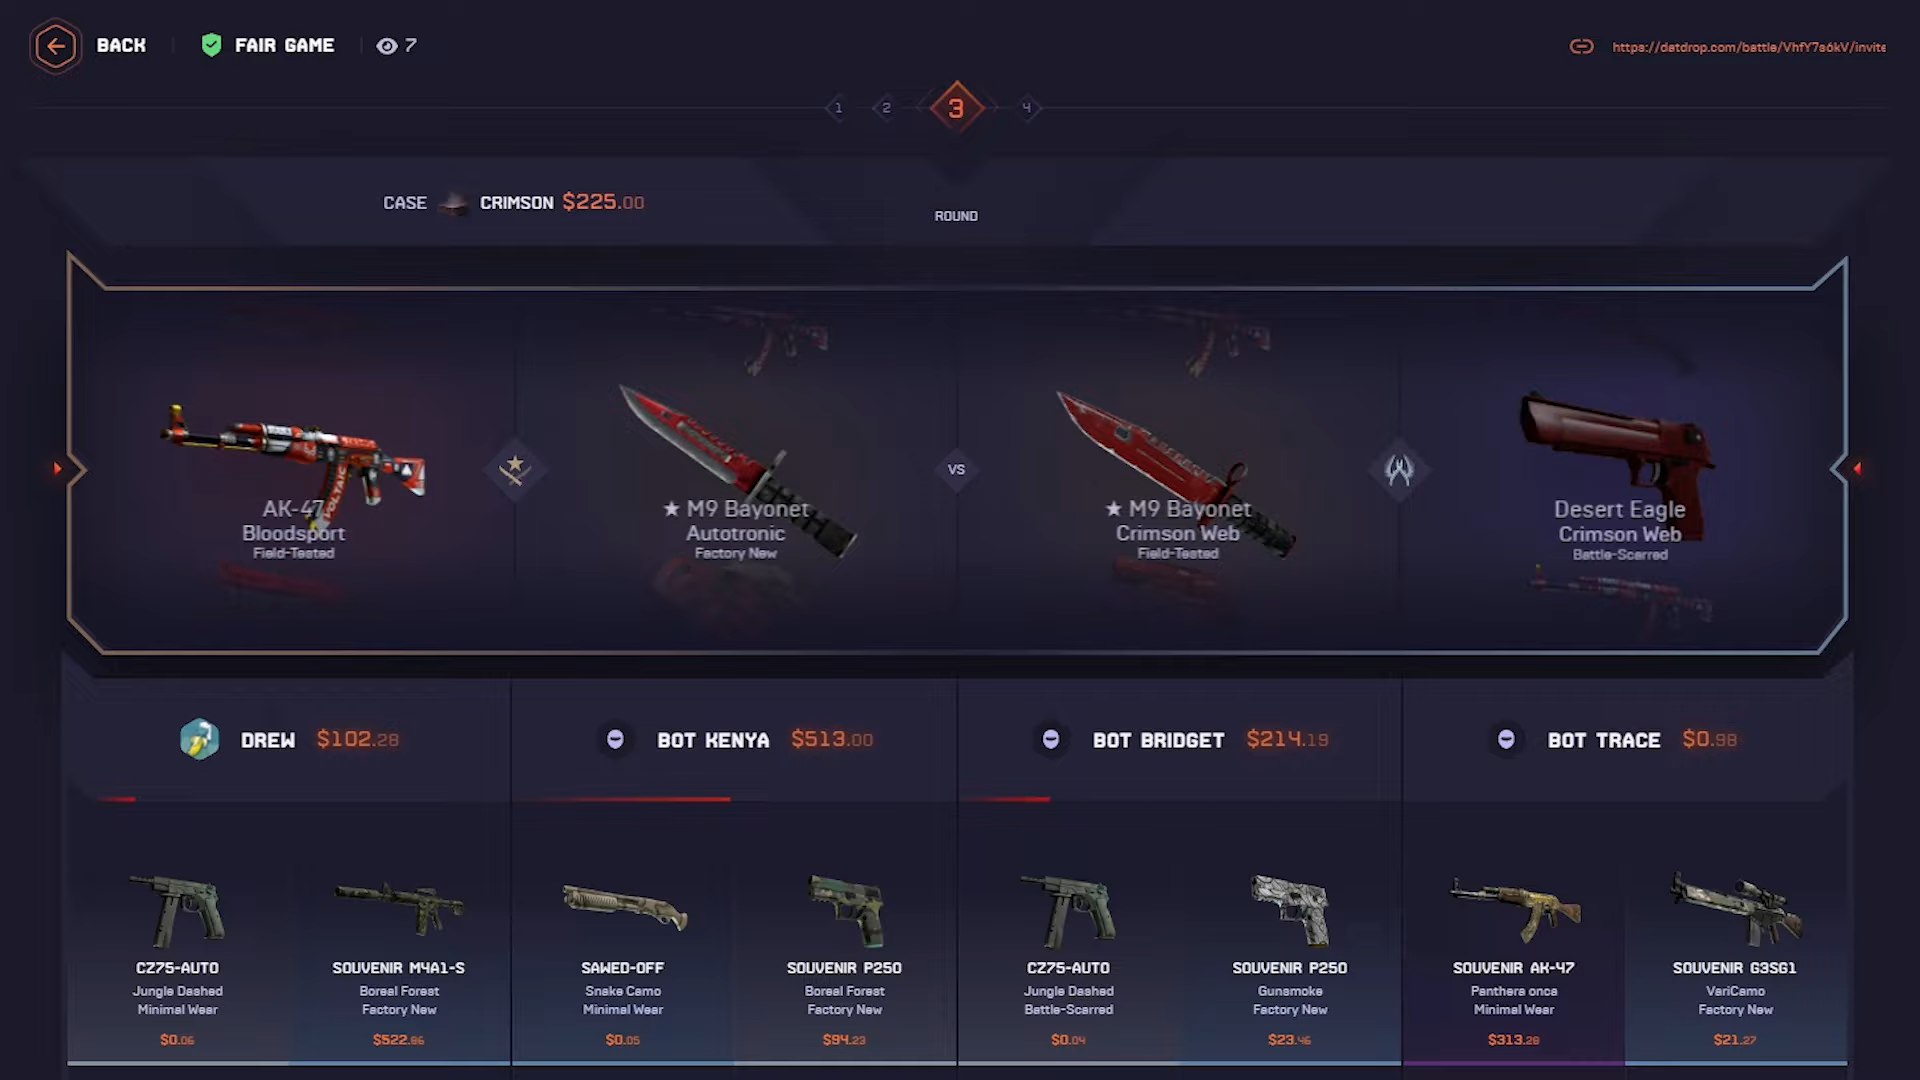 BACK
FAIR GAME
7
https://datdrop.com/battle/VhfY7s6kV/invite
1
2
3
4
CASE CRIMSON $225.00
ROUND
AK-47
Bloodsport
Field-Tested
★ M9 Bayonet
Autotronic
Factory New
VS
★ M9 Bayonet
Crimson Web
Field-Tested
Desert Eagle
Crimson Web
Battle-Scarred
VOLTAIC
DREW $102.28
BOT KENYA $513.00
BOT BRIDGET $214.19
BOT TRACE $0.98
CZ75-AUTO
Jungle Dashed
Minimal Wear
$0.06
SOUVENIR M4A1-S
Boreal Forest
Factory New
$522.86
SAWED-OFF
Snake Camo
Minimal Wear
$0.05
SOUVENIR P250
Boreal Forest
Factory New
$94.23
CZ75-AUTO
Jungle Dashed
Battle-Scarred
$0.04
SOUVENIR P250
Gunsmoke
Factory New
$23.46
SOUVENIR AK-47
Panthera onca
Minimal Wear
$313.28
SOUVENIR G3SG1
VariCamo
Factory New
$21.27